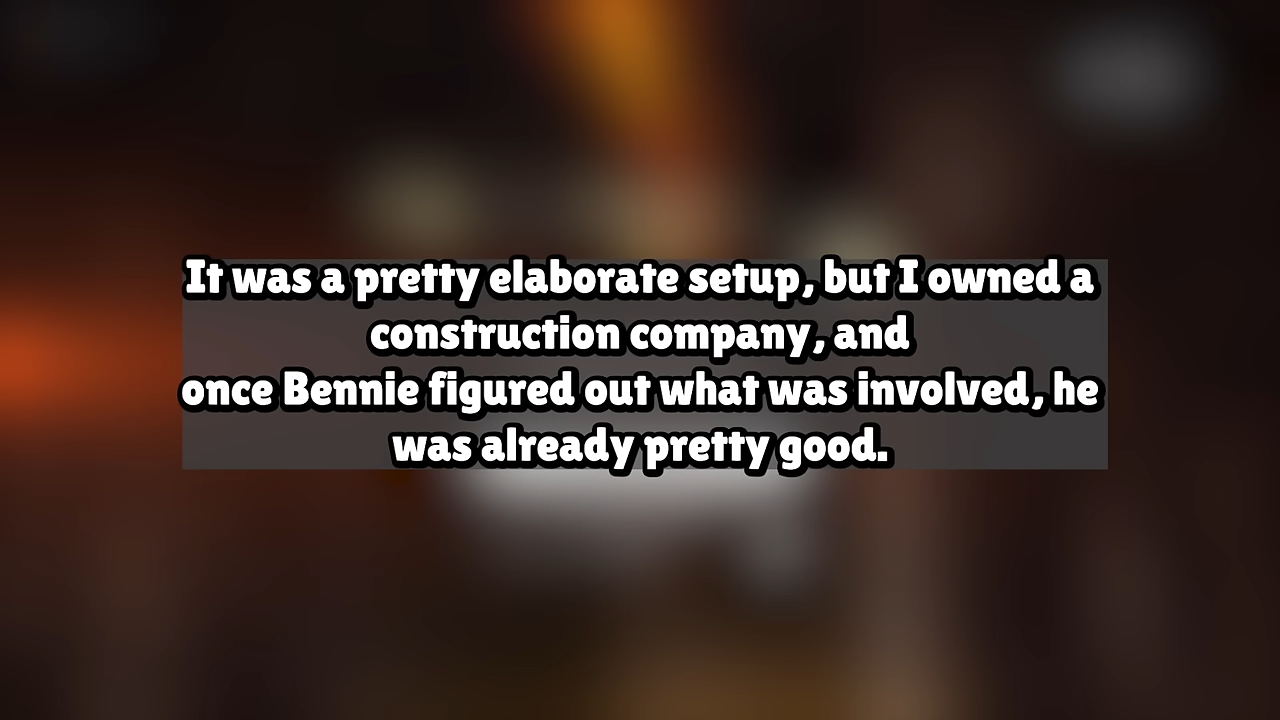 It was a pretty elaborate setup, but I owned a
construction company, and
once Bennie figured out what was involved, he
was already pretty good.